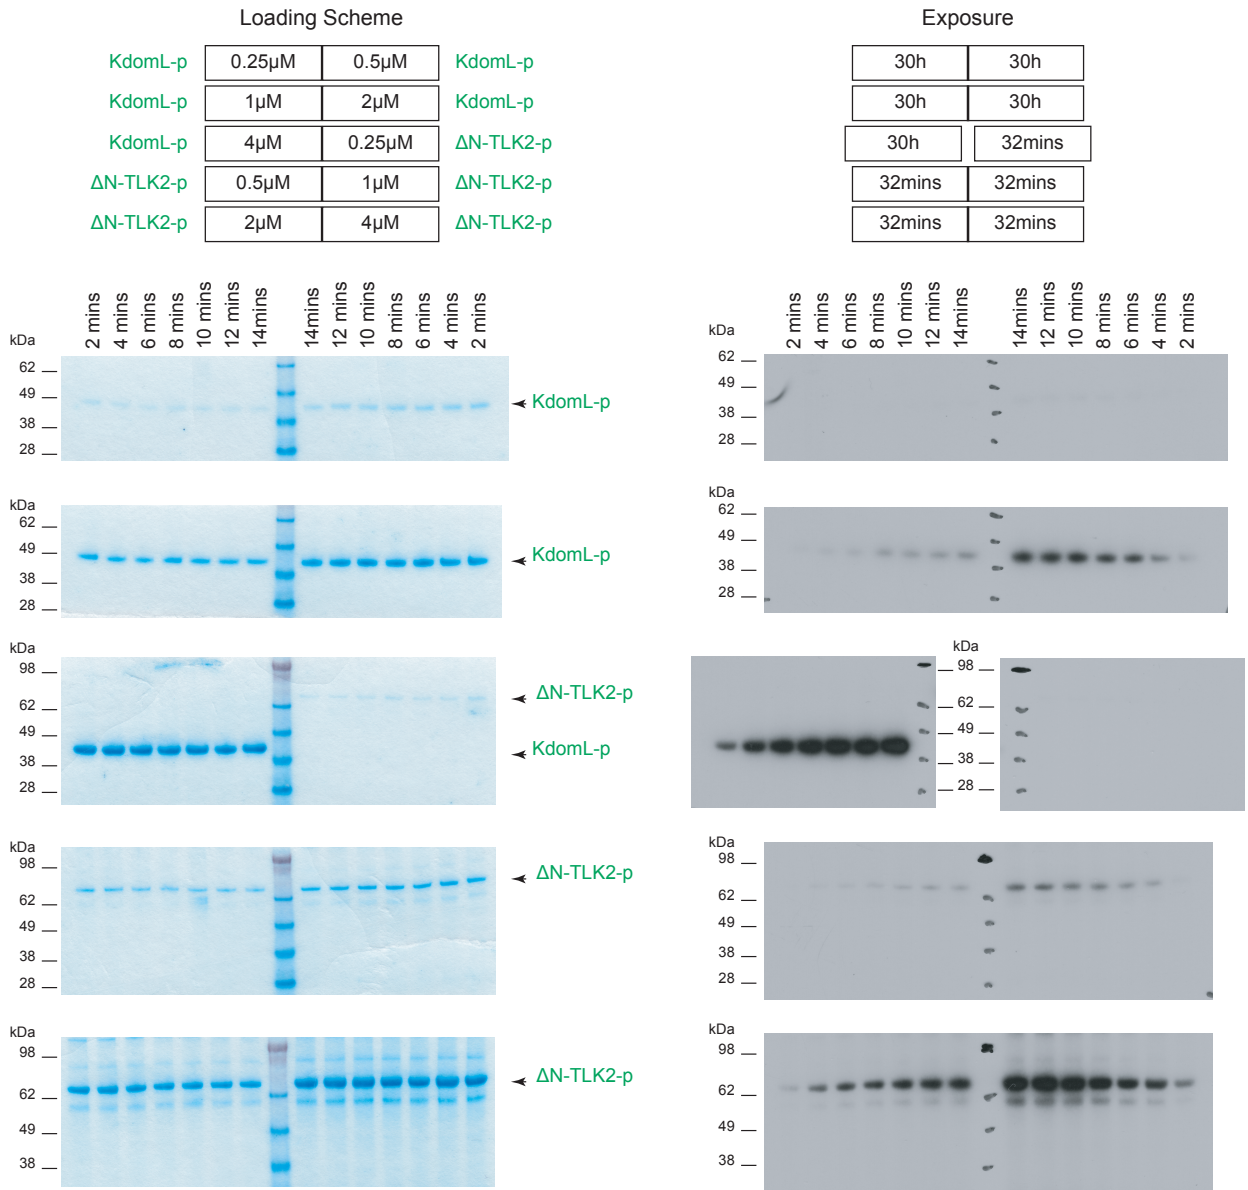 Loading Scheme
Exposure
KdomL-p 0.25μM 0.5μM KdomL-p
30h 30h
KdomL-p 1μM 2μM KdomL-p
30h 30h
KdomL-p 4μM 0.25μM ΔN-TLK2-p
30h 32mins
ΔN-TLK2-p 0.5μM 1μM ΔN-TLK2-p
32mins 32mins
ΔN-TLK2-p 2μM 4μM ΔN-TLK2-p
32mins 32mins
2 mins
4 mins
6 mins
8 mins
10 mins
12 mins
14mins
14mins
12 mins
10 mins
8 mins
6 mins
4 mins
2 mins
kDa
62
49
38
28
KdomL-p
kDa
62
49
38
28
KdomL-p
kDa
98
62
49
38
28
ΔN-TLK2-p
KdomL-p
kDa
98
62
49
38
28
ΔN-TLK2-p
kDa
98
62
49
38
ΔN-TLK2-p
2 mins
4 mins
6 mins
8 mins
10 mins
12 mins
14mins
14mins
12 mins
10 mins
8 mins
6 mins
4 mins
2 mins
kDa
62
49
38
28
kDa
62
49
38
28
kDa
98
62
49
38
28
kDa
98
62
49
38
28
kDa
98
62
49
38